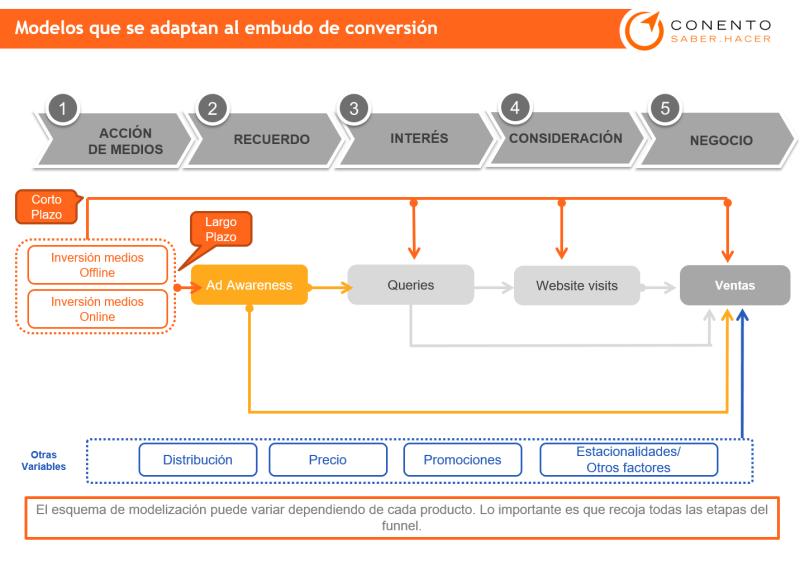 Modelos que se adaptan al embudo de conversión
CONENTO
SABER.HACER
1
ACCIÓN
DE MEDIOS
2
RECUERDO
3
INTERÉS
4
CONSIDERACIÓN
5
NEGOCIO
Corto
Plazo
Largo
Plazo
Inversión medios
Offline
Inversión medios
Online
Ad Awareness
Queries
Website visits
Ventas
Otras
Variables
Distribución
Precio
Promociones
Estacionalidades/
Otros factores
El esquema de modelización puede variar dependiendo de cada producto. Lo importante es que recoja todas las etapas del
funnel.